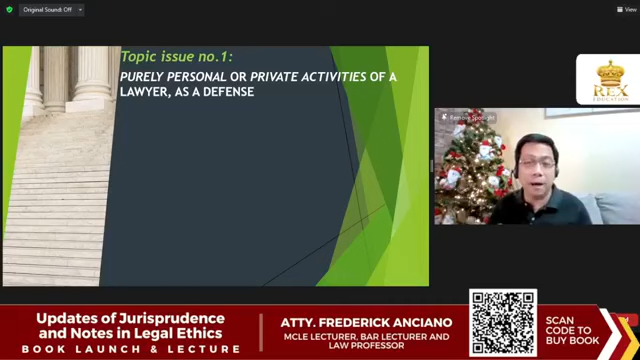 Original Sound: Off
View
Topic issue no.1:
PURELY PERSONAL OR PRIVATE ACTIVITIES OF A
LAWYER, AS A DEFENSE
REX
EDUCATION
Remove Spotlight
Updates of Jurisprudence
and Notes in Legal Ethics
BOOK LAUNCH & LECTURE
ATTY. FREDERICK ANCIANO
MCLE LECTURER, BAR LECTURER AND
LAW PROFESSOR
SCAN
CODE TO
BUY BOOK